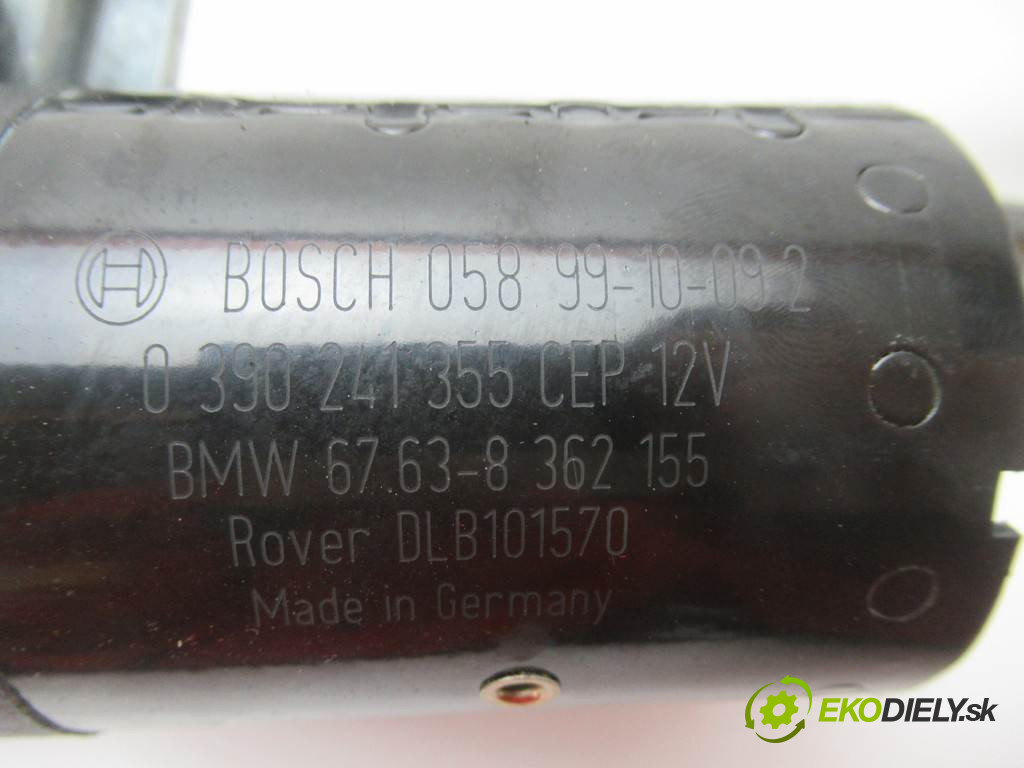 BOSCH 058 99-10-09 2
0 390 241 355 CEP 12V
BMW 67 63-8 362 155
Rover DLB101570
Made in Germany
EKODIELY.sk